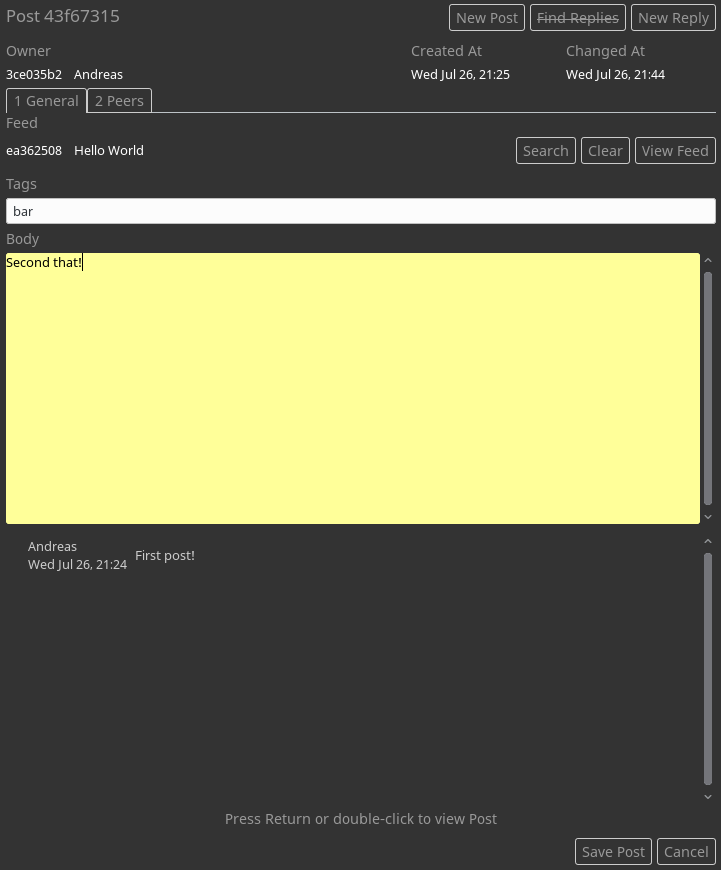 Post 43f67315 New Post Find Replies New Reply
Owner Created At Changed At
3ce035b2 Andreas Wed Jul 26, 21:25 Wed Jul 26, 21:44
1 General 2 Peers
Feed
ea362508 Hello World Search Clear View Feed
Tags
bar
Body
Second that!
Andreas
Wed Jul 26, 21:24 First post!
Press Return or double-click to view Post
Save Post Cancel